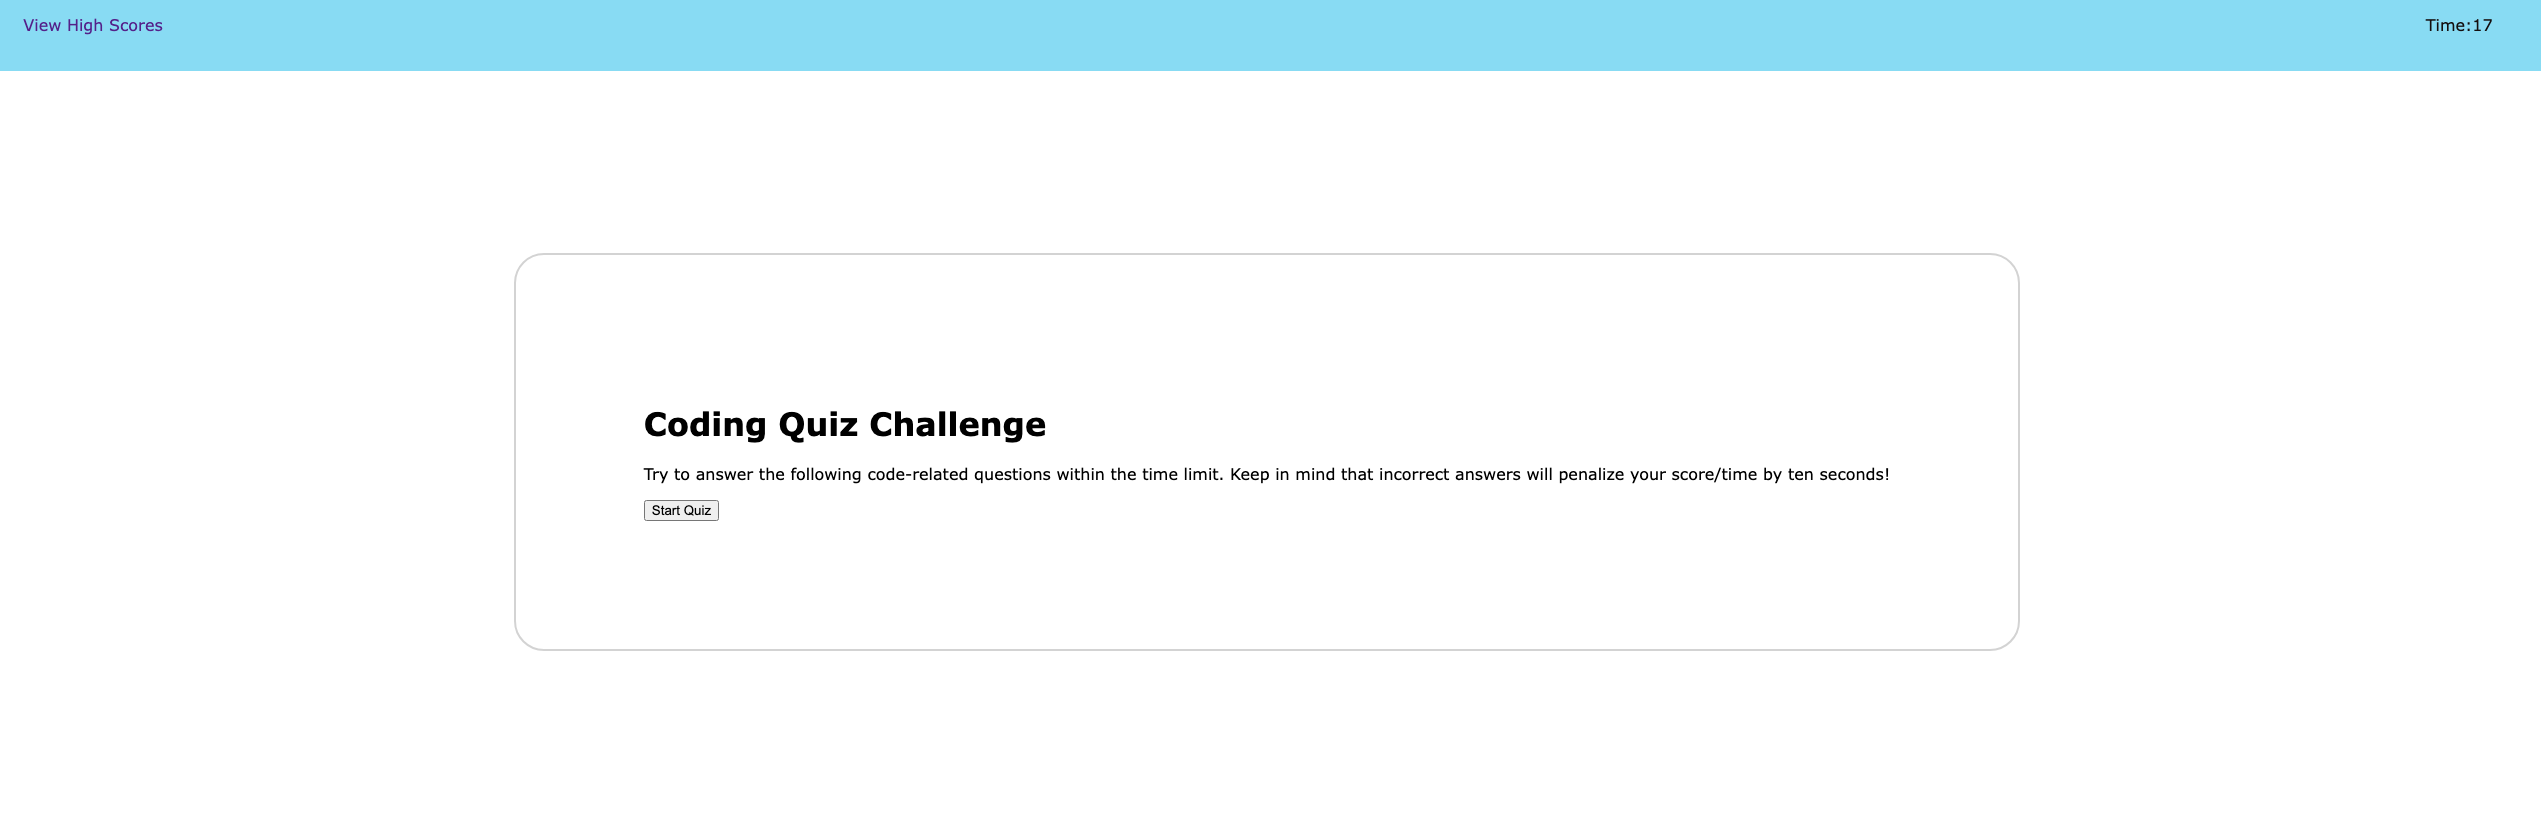 View High Scores
Time:17
Coding Quiz Challenge
Try to answer the following code-related questions within the time limit. Keep in mind that incorrect answers will penalize your score/time by ten seconds!
Start Quiz